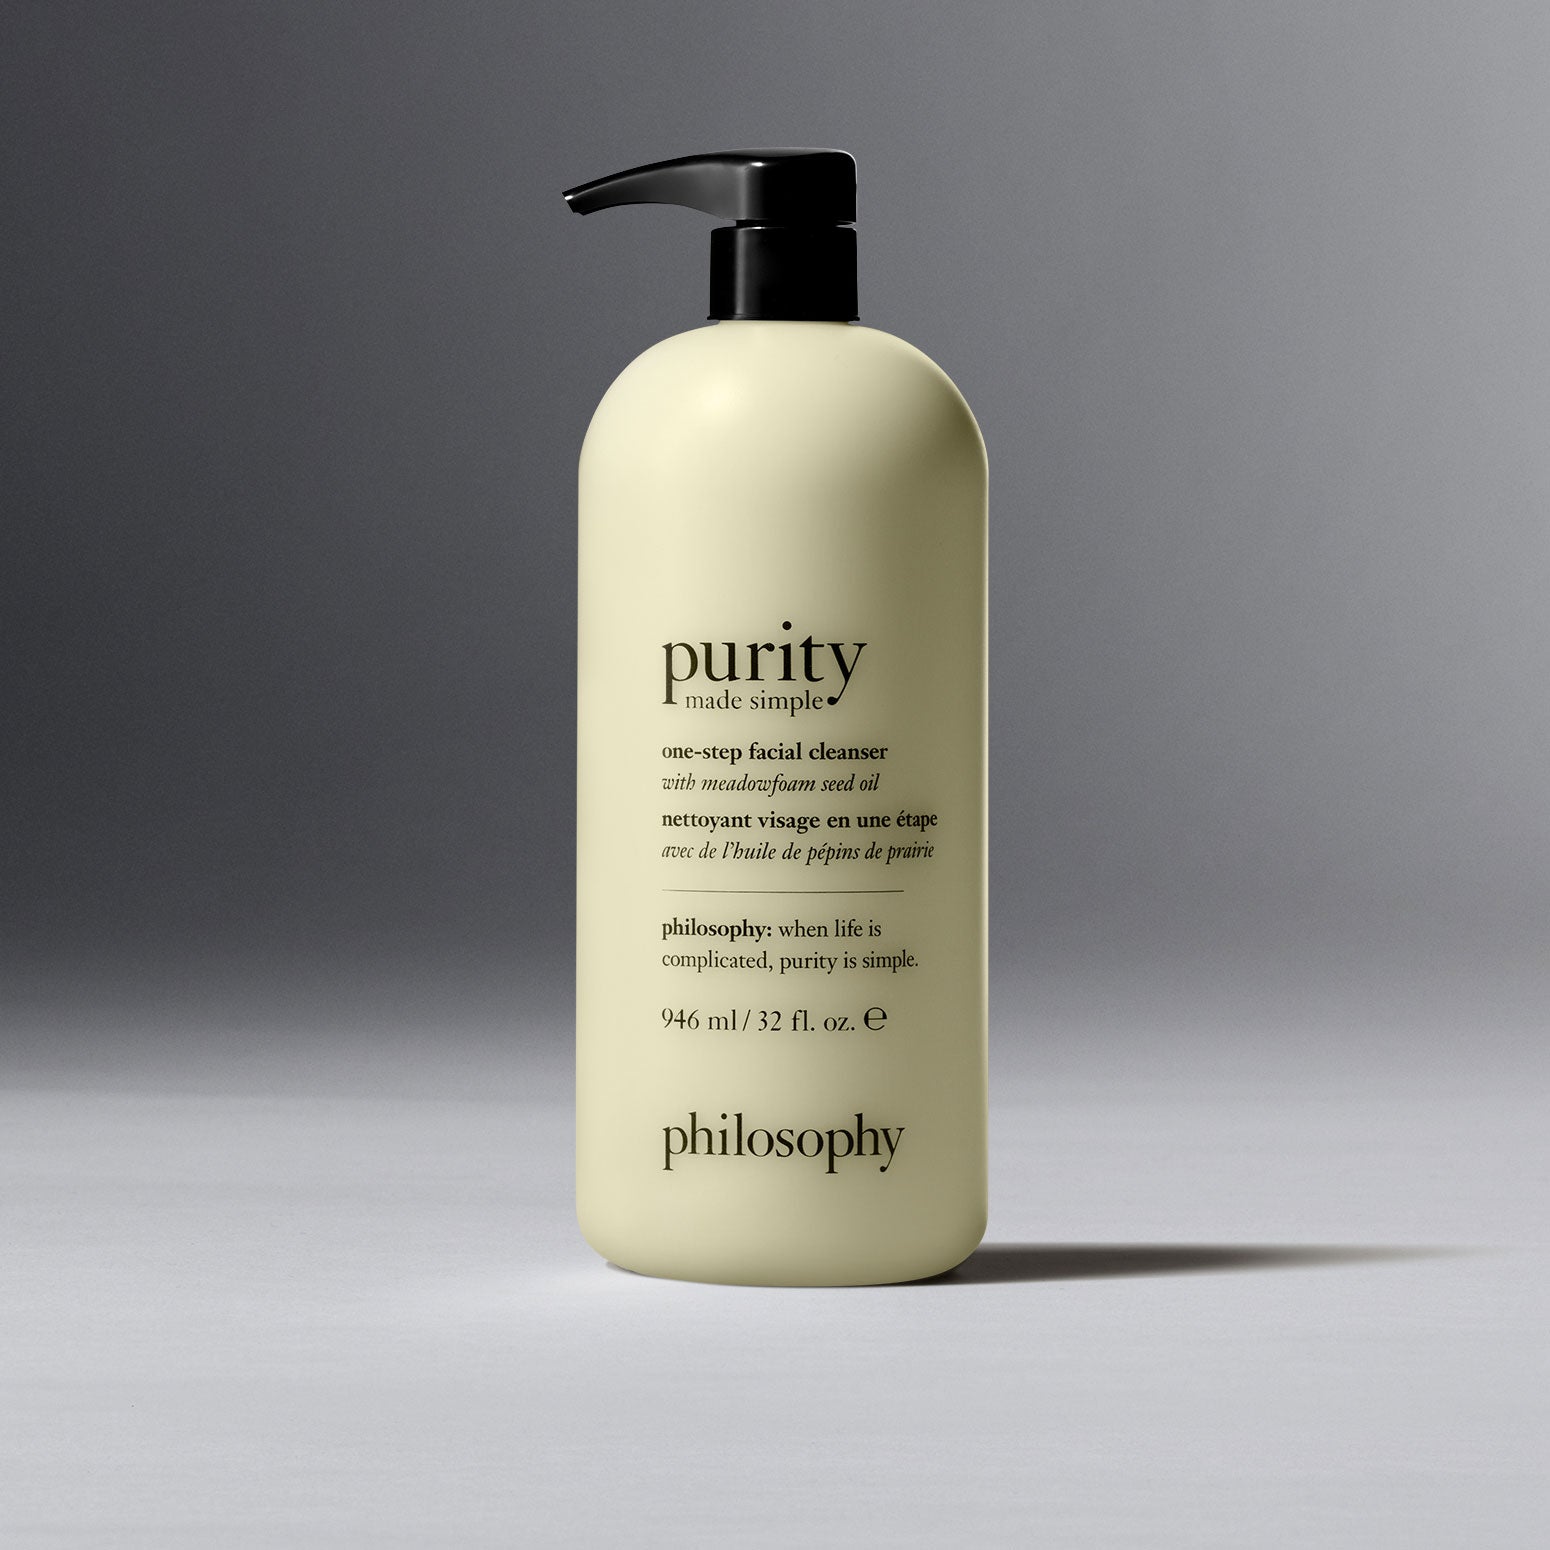 purity
made simple
one-step facial cleanser
with meadowfoam seed oil
nettoyant visage en une étape
avec de l'huile de pépins de prairie
philosophy: when life is
complicated, purity is simple.
946 ml / 32 fl. oz. ℮
philosophy